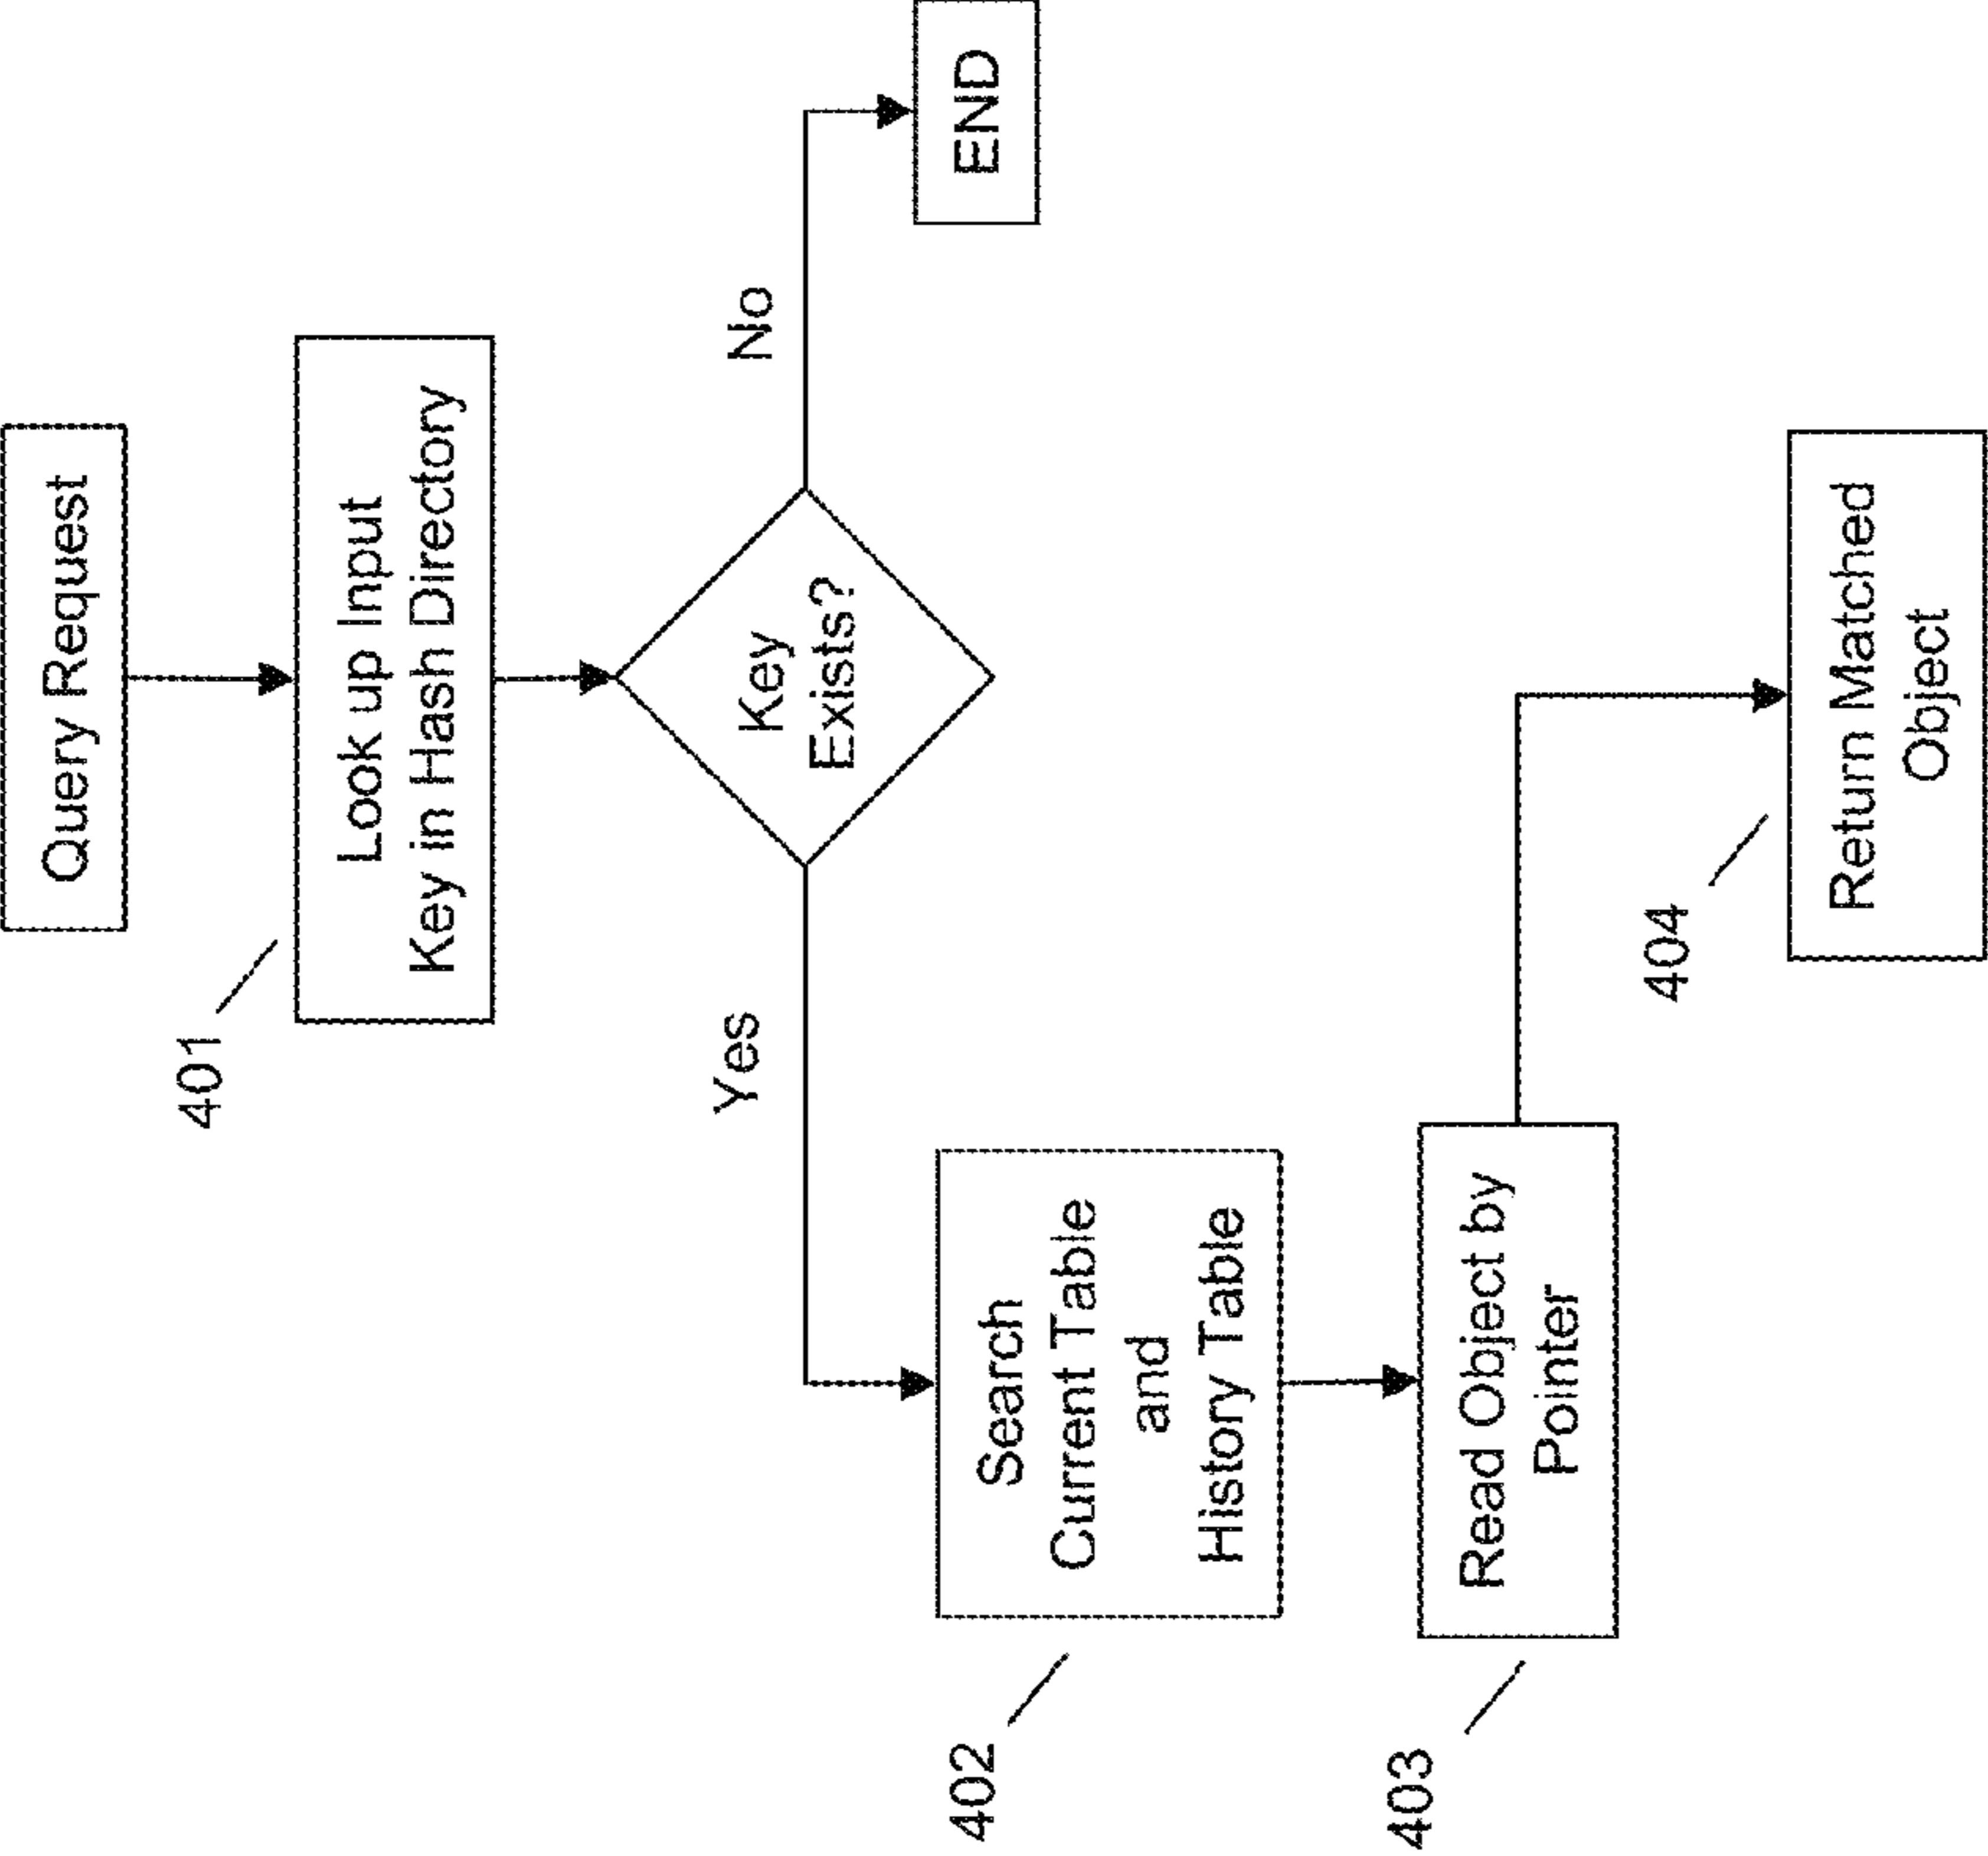 Query Request
401
Look up Input
Key in Hash Directory
Key
Exists?
Yes
No
END
402
Search
Current Table
and
History Table
403
Read Object by
Pointer
404
Return Matched
Object